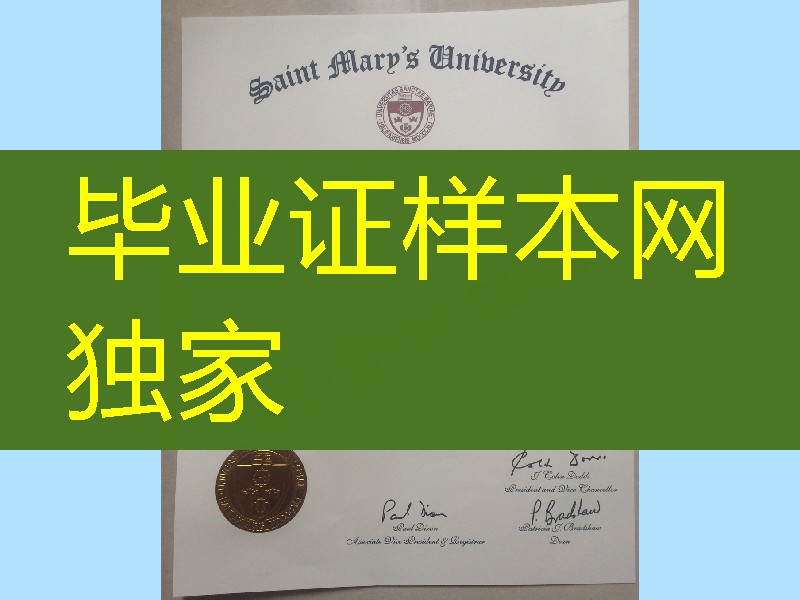 Saint Mary's University
毕业证样本网
独家
J. Colin Dodds
President and Vice Chancellor
Paul Dixon
Associate Vice President & Registrar
Patricia J. Bradshaw
Dean